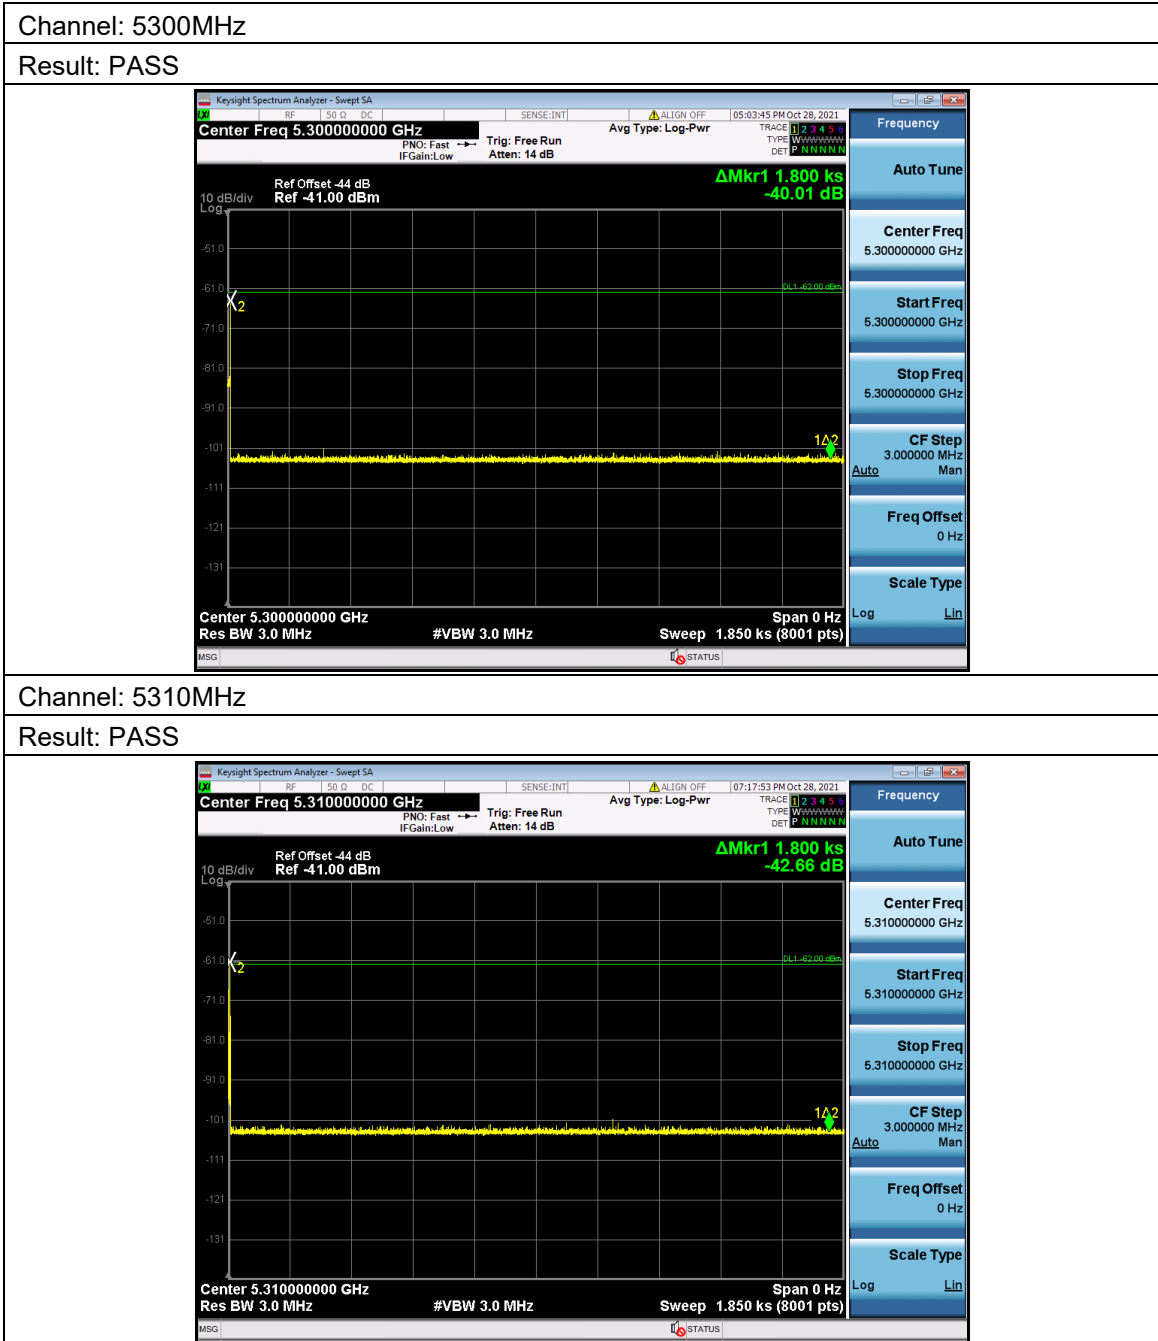 Channel: 5300MHz
Result: PASS
Keysight Spectrum Analyzer - Swept SA
LXI RF 50 Ω DC SENSE:INT ALIGN OFF 05:03:45 PM Oct 28, 2021
Center Freq 5.300000000 GHz Avg Type: Log-Pwr TRACE 1 2 3 4 5 6
PNO: Fast Trig: Free Run TYPE WWWWWW
IFGain:Low Atten: 14 dB DET P N N N N N
Frequency
Auto Tune
ΔMkr1 1.800 ks
-40.01 dB
Ref Offset -44 dB
10 dB/div Ref -41.00 dBm
Log
-51.0
-61.0
DL1 -62.00 dBm
2
-71.0
-81.0
-91.0
-101
1Δ2
-111
-121
-131
Center Freq
5.300000000 GHz
Start Freq
5.300000000 GHz
Stop Freq
5.300000000 GHz
CF Step
3.000000 MHz
Auto Man
Freq Offset
0 Hz
Scale Type
Log Lin
Center 5.300000000 GHz Span 0 Hz
Res BW 3.0 MHz #VBW 3.0 MHz Sweep 1.850 ks (8001 pts)
MSG STATUS
Channel: 5310MHz
Result: PASS
Keysight Spectrum Analyzer - Swept SA
LXI RF 50 Ω DC SENSE:INT ALIGN OFF 07:17:53 PM Oct 28, 2021
Center Freq 5.310000000 GHz Avg Type: Log-Pwr TRACE 1 2 3 4 5 6
PNO: Fast Trig: Free Run TYPE WWWWWW
IFGain:Low Atten: 14 dB DET P N N N N N
Frequency
Auto Tune
ΔMkr1 1.800 ks
-42.66 dB
Ref Offset -44 dB
10 dB/div Ref -41.00 dBm
Log
-51.0
-61.0
DL1 -62.00 dBm
2
-71.0
-81.0
-91.0
-101
1Δ2
-111
-121
-131
Center Freq
5.310000000 GHz
Start Freq
5.310000000 GHz
Stop Freq
5.310000000 GHz
CF Step
3.000000 MHz
Auto Man
Freq Offset
0 Hz
Scale Type
Log Lin
Center 5.310000000 GHz Span 0 Hz
Res BW 3.0 MHz #VBW 3.0 MHz Sweep 1.850 ks (8001 pts)
MSG STATUS